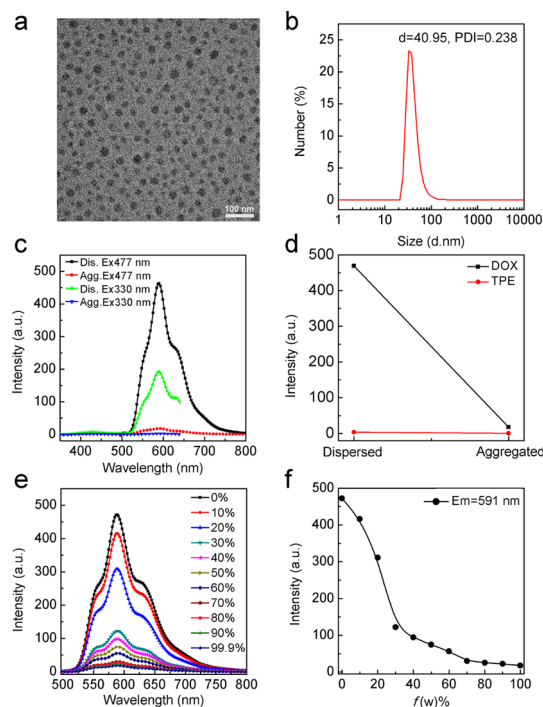 a
100 nm
b
d=40.95, PDI=0.238
25
20
15
10
5
0
Number (%)
1
10
100
1000
10000
Size (d.nm)
c
Dis. Ex477 nm
Agg.Ex477 nm
Dis. Ex330 nm
Agg.Ex330 nm
500
400
300
200
100
0
Intensity (a.u.)
400
500
600
700
800
Wavelength (nm)
d
DOX
TPE
500
400
300
200
100
0
Intensity (a.u.)
Dispersed
Aggregated
e
0%
10%
20%
30%
40%
50%
60%
70%
80%
90%
99.9%
500
400
300
200
100
0
Intensity (a.u.)
500
550
600
650
700
750
800
Wavelength (nm)
f
Em=591 nm
500
400
300
200
100
0
Intensity (a.u.)
0
20
40
60
80
100
f(w)%